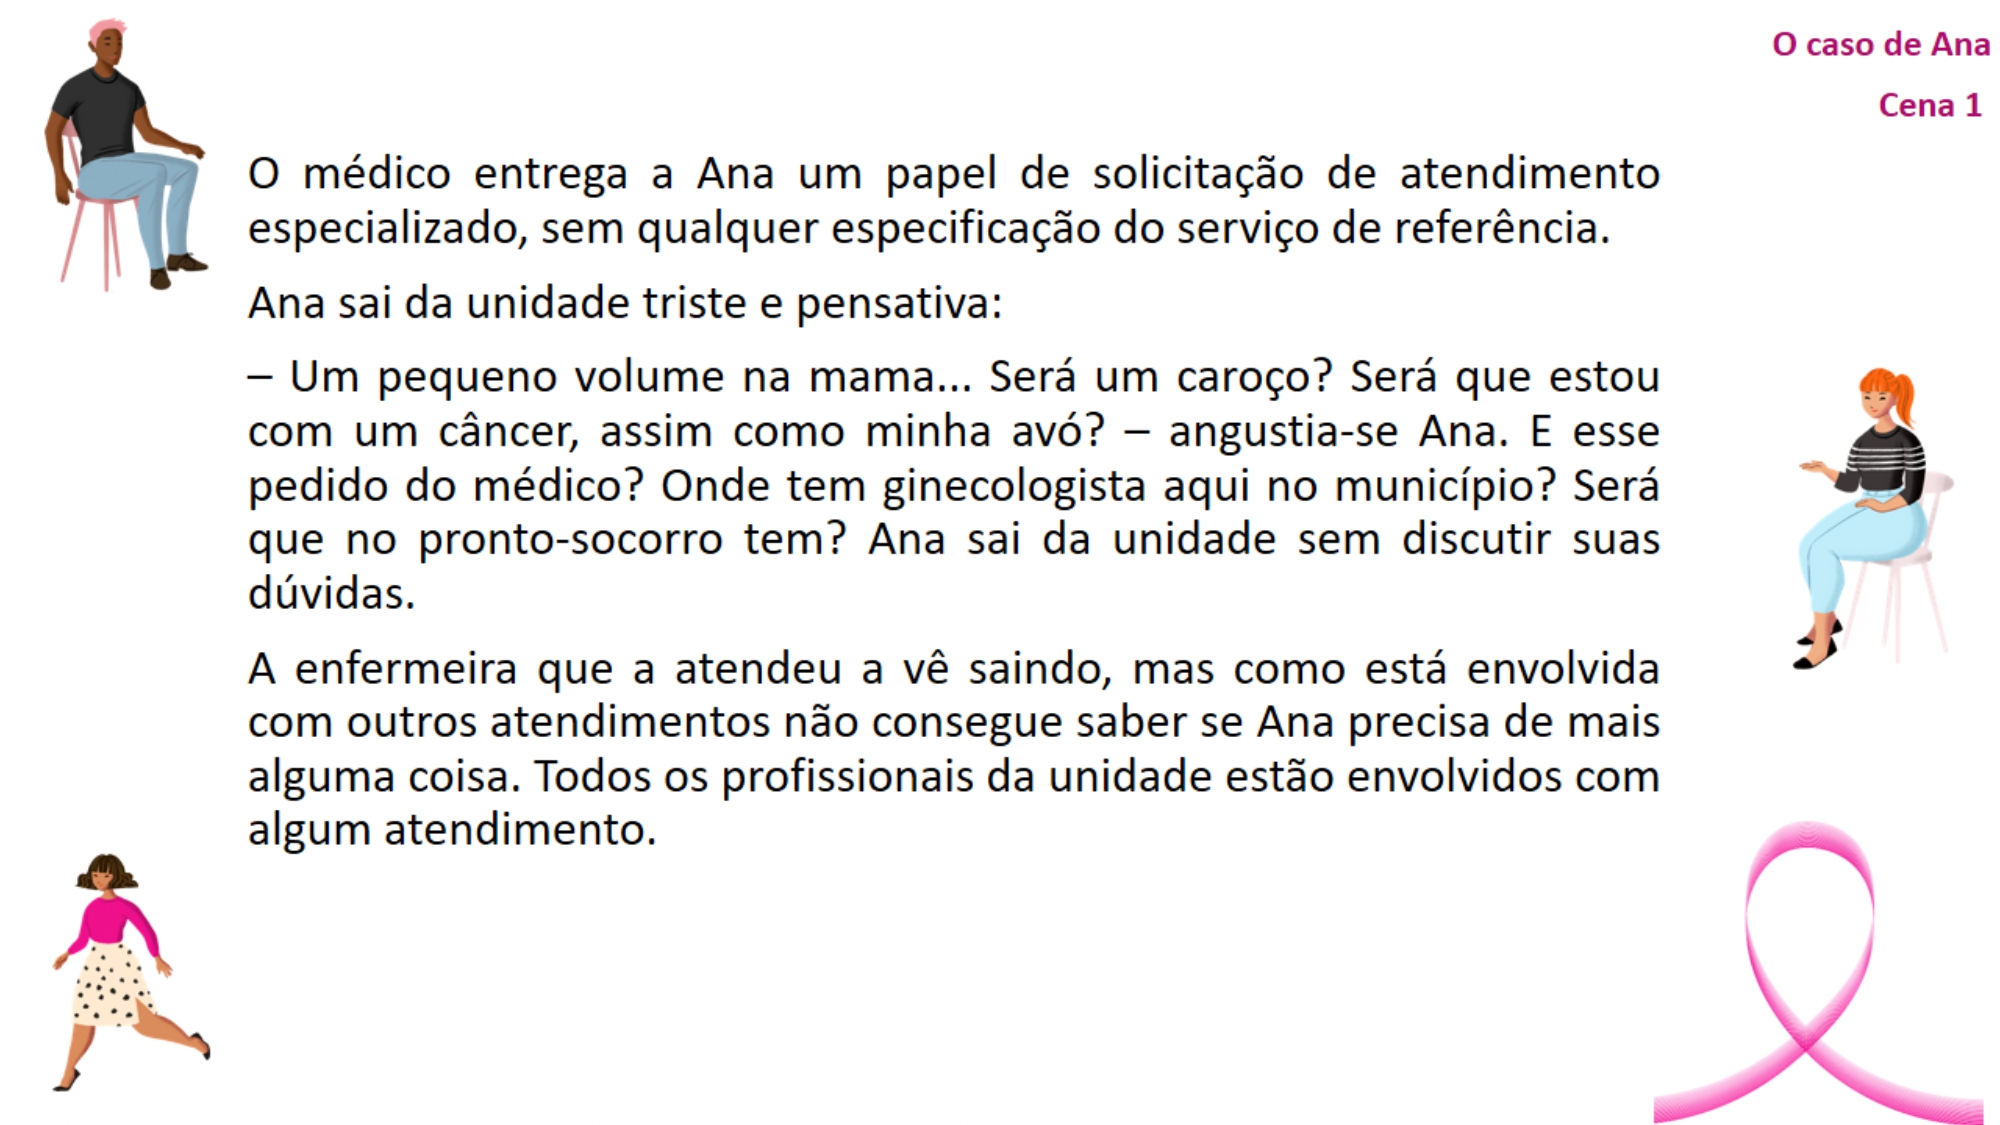 O caso de Ana
Cena 1
O médico entrega a Ana um papel de solicitação de atendimento
especializado, sem qualquer especificação do serviço de referência.
Ana sai da unidade triste e pensativa:
– Um pequeno volume na mama... Será um caroço? Será que estou
com um câncer, assim como minha avó? – angustia-se Ana. E esse
pedido do médico? Onde tem ginecologista aqui no município? Será
que no pronto-socorro tem? Ana sai da unidade sem discutir suas
dúvidas.
A enfermeira que a atendeu a vê saindo, mas como está envolvida
com outros atendimentos não consegue saber se Ana precisa de mais
alguma coisa. Todos os profissionais da unidade estão envolvidos com
algum atendimento.